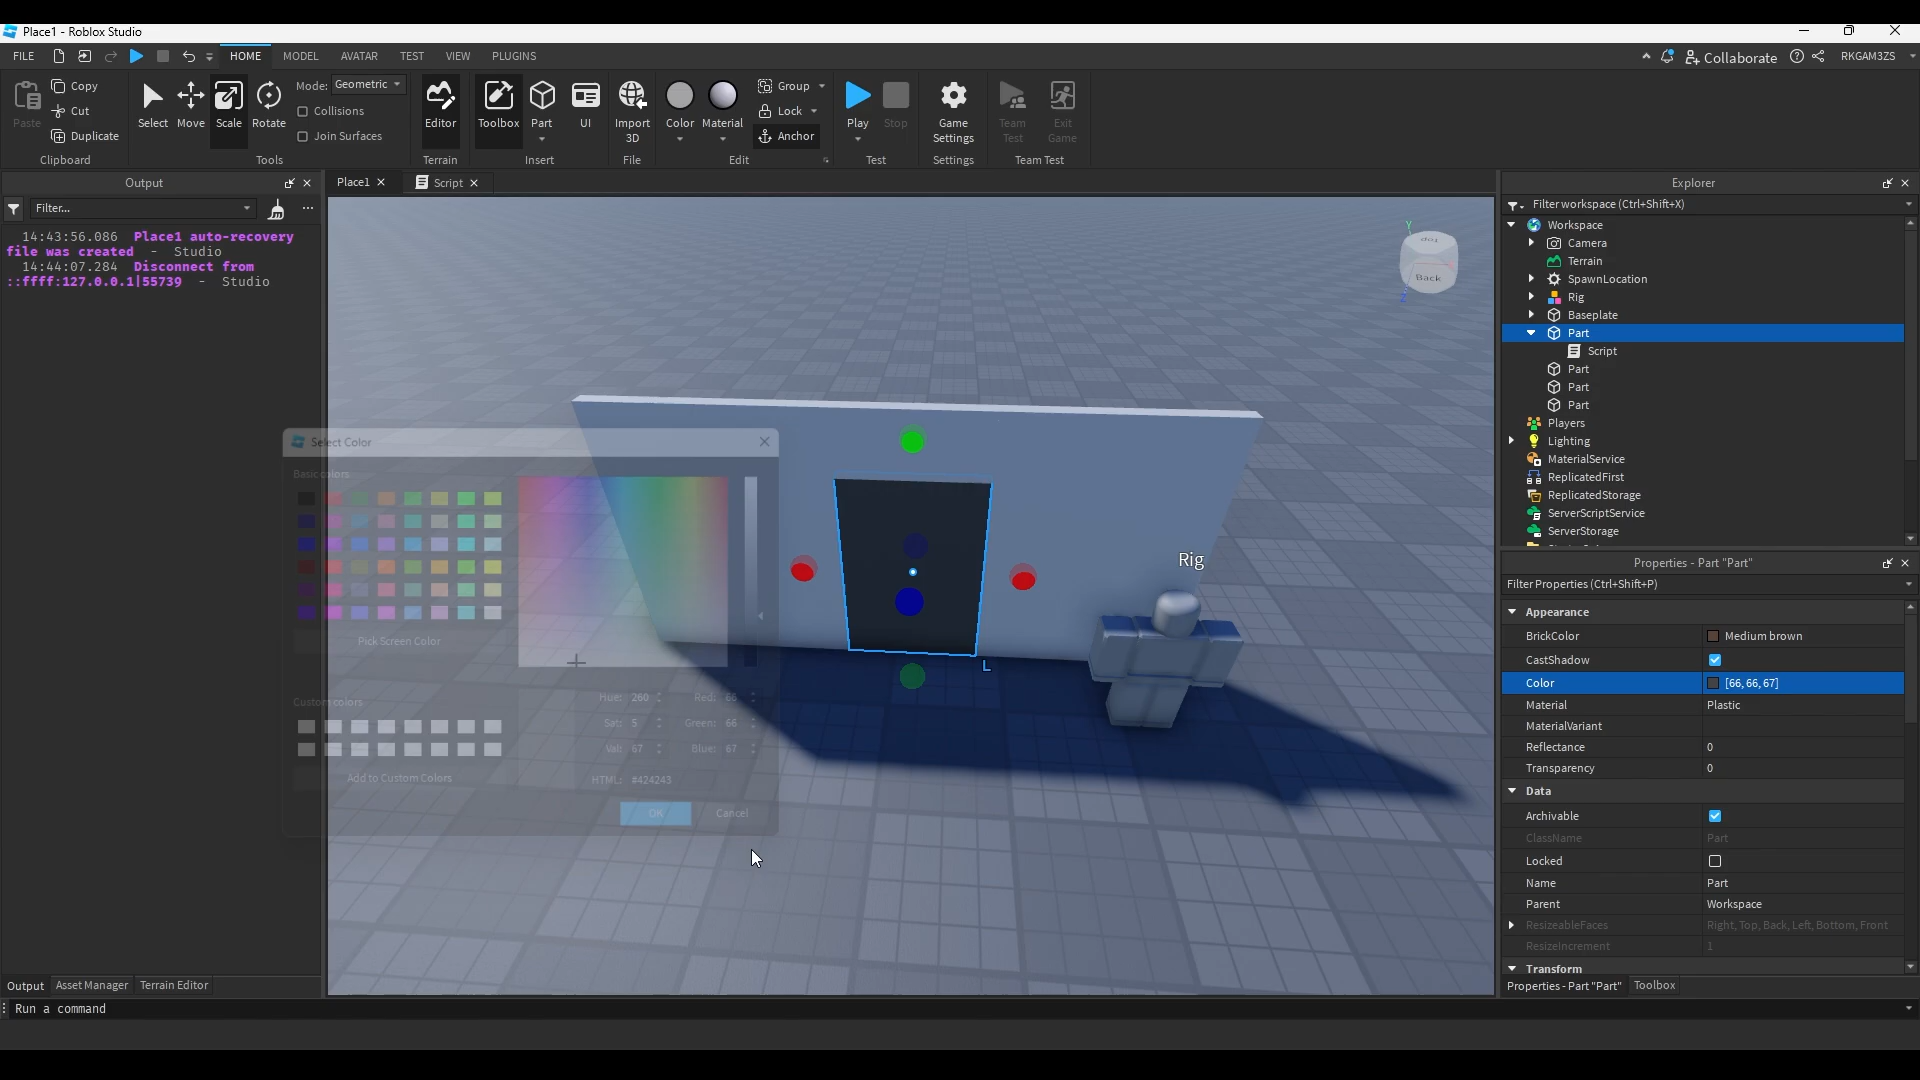 Place1 - Roblox Studio
FILE
HOME
MODEL
AVATAR
TEST
VIEW
PLUGINS
Collaborate
RKGAM3ZS
Paste
Copy
Cut
Duplicate
Clipboard
Select
Move
Scale
Rotate
Mode: Geometric
Collisions
Join Surfaces
Tools
Editor
Terrain
Toolbox
Part
UI
Insert
Import
3D
File
Color
Material
Group
Lock
Anchor
Edit
Play
Stop
Test
Game
Settings
Settings
Team
Test
Exit
Game
Team Test
Output
Filter...
14:43:56.086 Place1 auto-recovery
file was created - Studio
14:44:07.284 Disconnect from
::ffff:127.0.0.1|55739 - Studio
Place1
Script
Top
Back
Y
Z
Rig
L
Select Color
Basic colors
Pick Screen Color
Custom colors
Add to Custom Colors
Hue: 260
Red: 66
Sat: 5
Green: 66
Val: 67
Blue: 67
HTML: #424243
OK
Cancel
Explorer
Filter workspace (Ctrl+Shift+X)
Workspace
Camera
Terrain
SpawnLocation
Rig
Baseplate
Part
Script
Part
Part
Part
Players
Lighting
MaterialService
ReplicatedFirst
ReplicatedStorage
ServerScriptService
ServerStorage
Properties - Part "Part"
Filter Properties (Ctrl+Shift+P)
Appearance
BrickColor Medium brown
CastShadow
Color [66, 66, 67]
Material Plastic
MaterialVariant
Reflectance 0
Transparency 0
Data
Archivable
ClassName Part
Locked
Name Part
Parent Workspace
ResizeableFaces Right, Top, Back, Left, Bottom, Front
ResizeIncrement 1
Transform
Output
Asset Manager
Terrain Editor
Properties - Part "Part"
Toolbox
Run a command